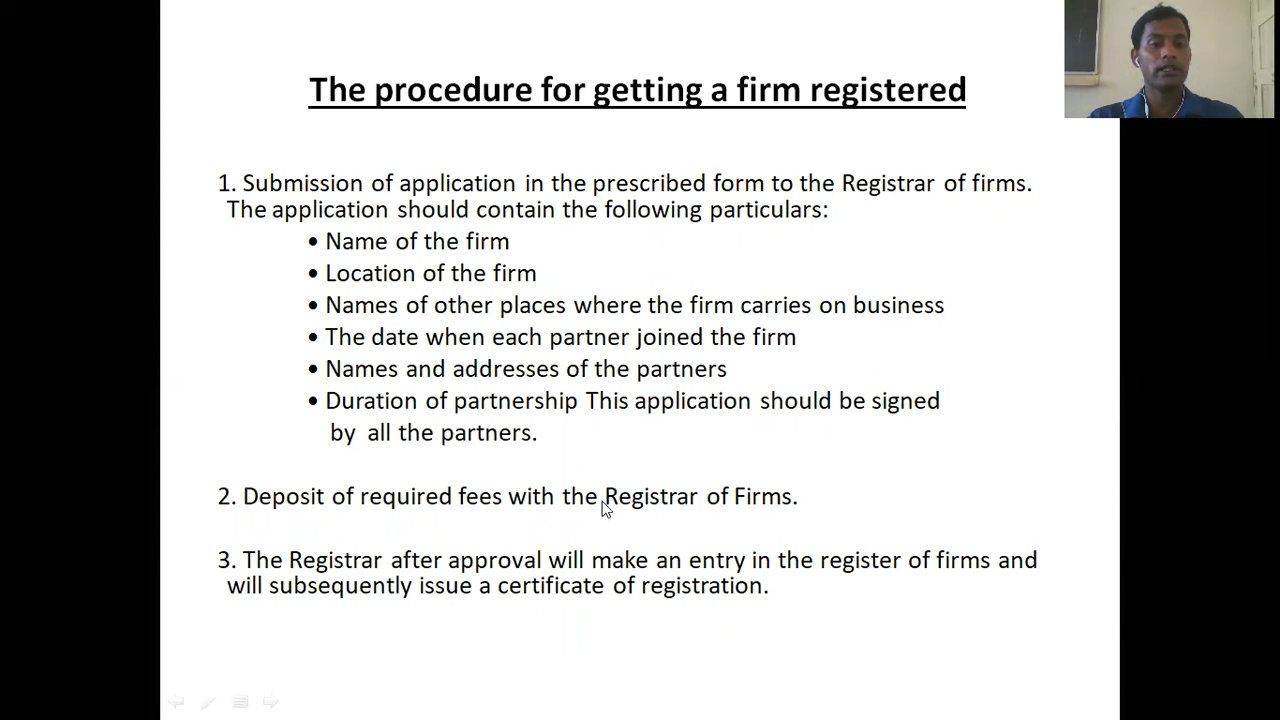 The procedure for getting a firm registered
1. Submission of application in the prescribed form to the Registrar of firms.
The application should contain the following particulars:
• Name of the firm
• Location of the firm
• Names of other places where the firm carries on business
• The date when each partner joined the firm
• Names and addresses of the partners
• Duration of partnership This application should be signed
by all the partners.
2. Deposit of required fees with the Registrar of Firms.
3. The Registrar after approval will make an entry in the register of firms and
will subsequently issue a certificate of registration.